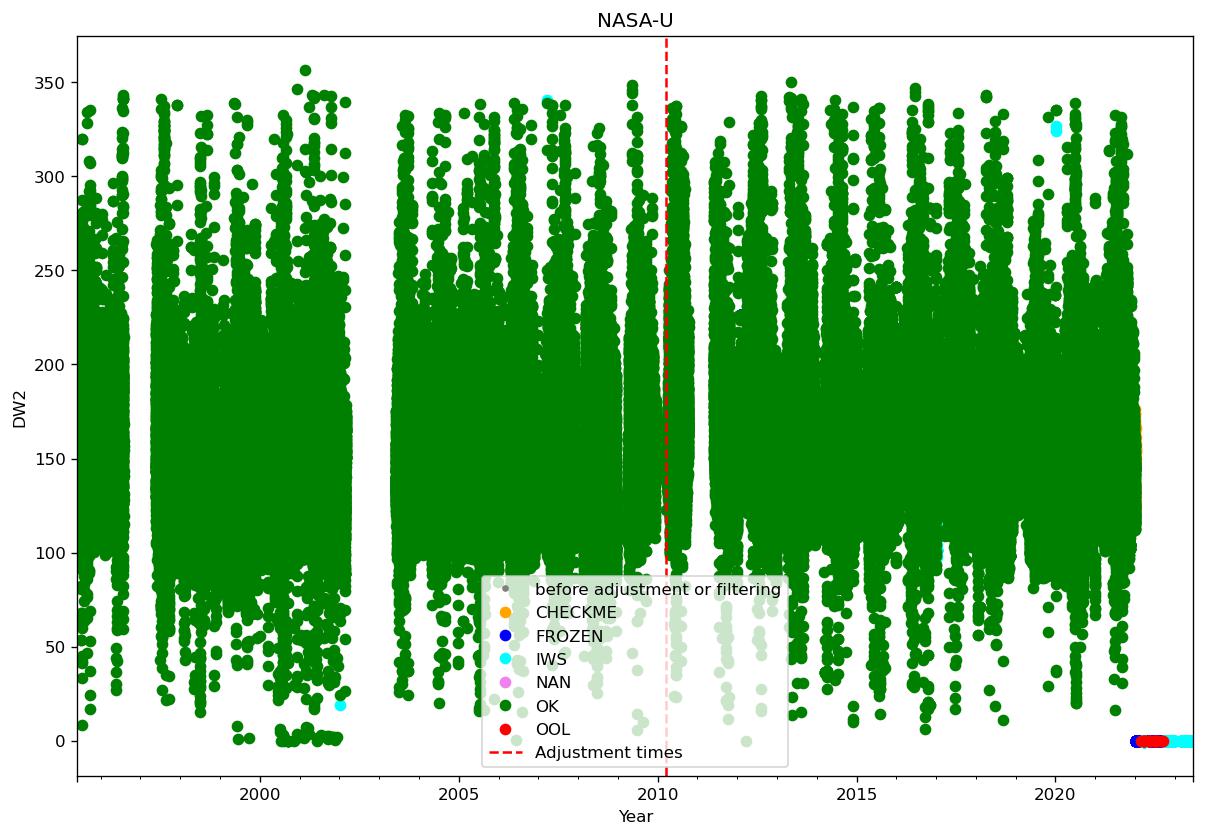 NASA-U
350
300
250
200
150
100
50
0
DW2
before adjustment or filtering
CHECKME
FROZEN
IWS
NAN
OK
OOL
Adjustment times
2000 2005 2010 2015 2020
Year